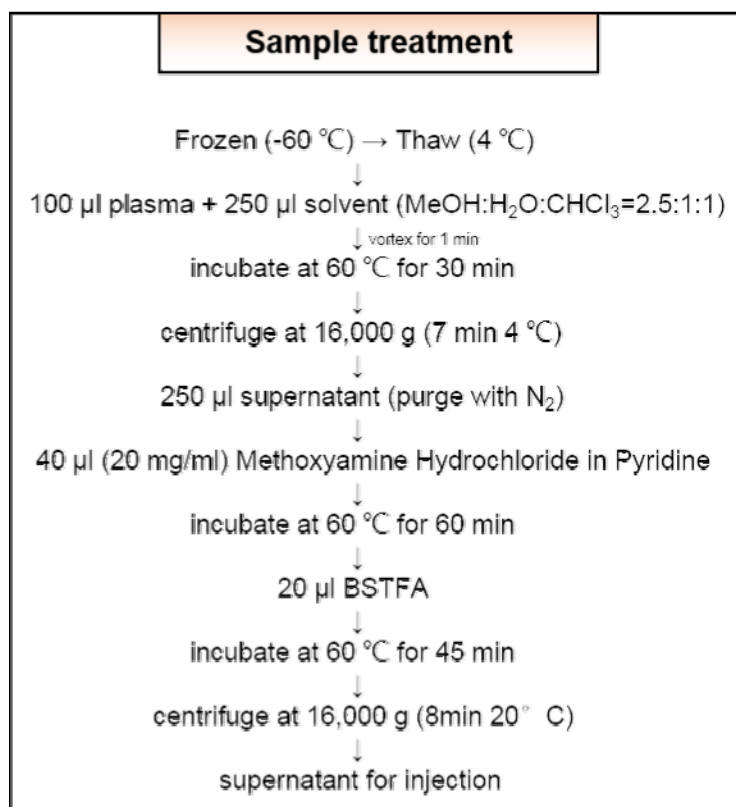 Sample treatment
Frozen (-60 ℃) → Thaw (4 ℃)
↓
100 µl plasma + 250 µl solvent (MeOH:H₂O:CHCl₃=2.5:1:1)
↓ vortex for 1 min
incubate at 60 ℃ for 30 min
↓
centrifuge at 16,000 g (7 min 4 ℃)
↓
250 µl supernatant (purge with N₂)
↓
40 µl (20 mg/ml) Methoxyamine Hydrochloride in Pyridine
↓
incubate at 60 ℃ for 60 min
↓
20 µl BSTFA
↓
incubate at 60 ℃ for 45 min
↓
centrifuge at 16,000 g (8min 20° C)
↓
supernatant for injection